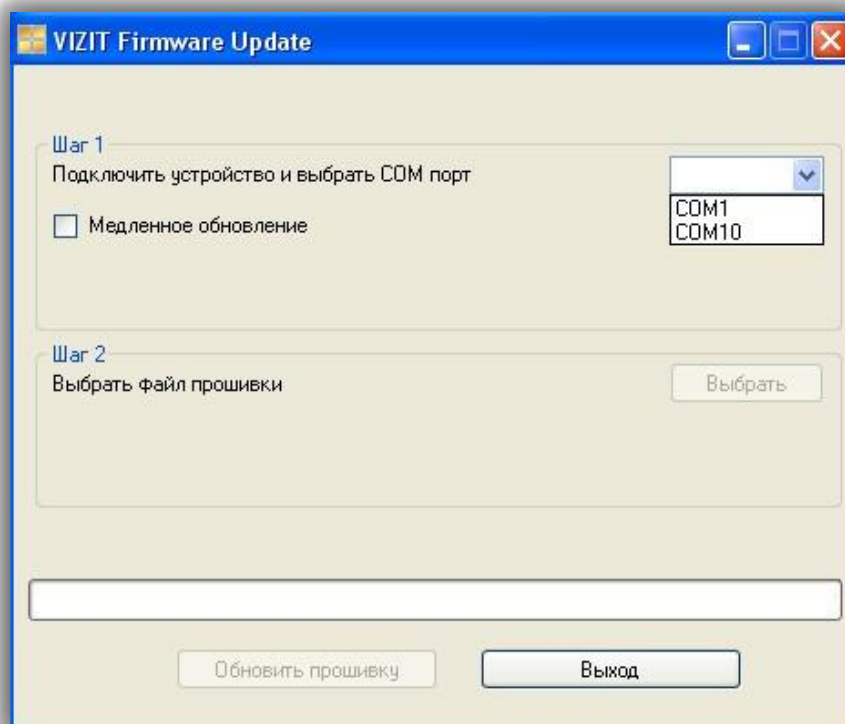 VIZIT Firmware Update
Шаг 1
Подключить устройство и выбрать COM порт
COM1
COM10
Медленное обновление
Шаг 2
Выбрать файл прошивки
Выбрать
Обновить прошивку
Выход